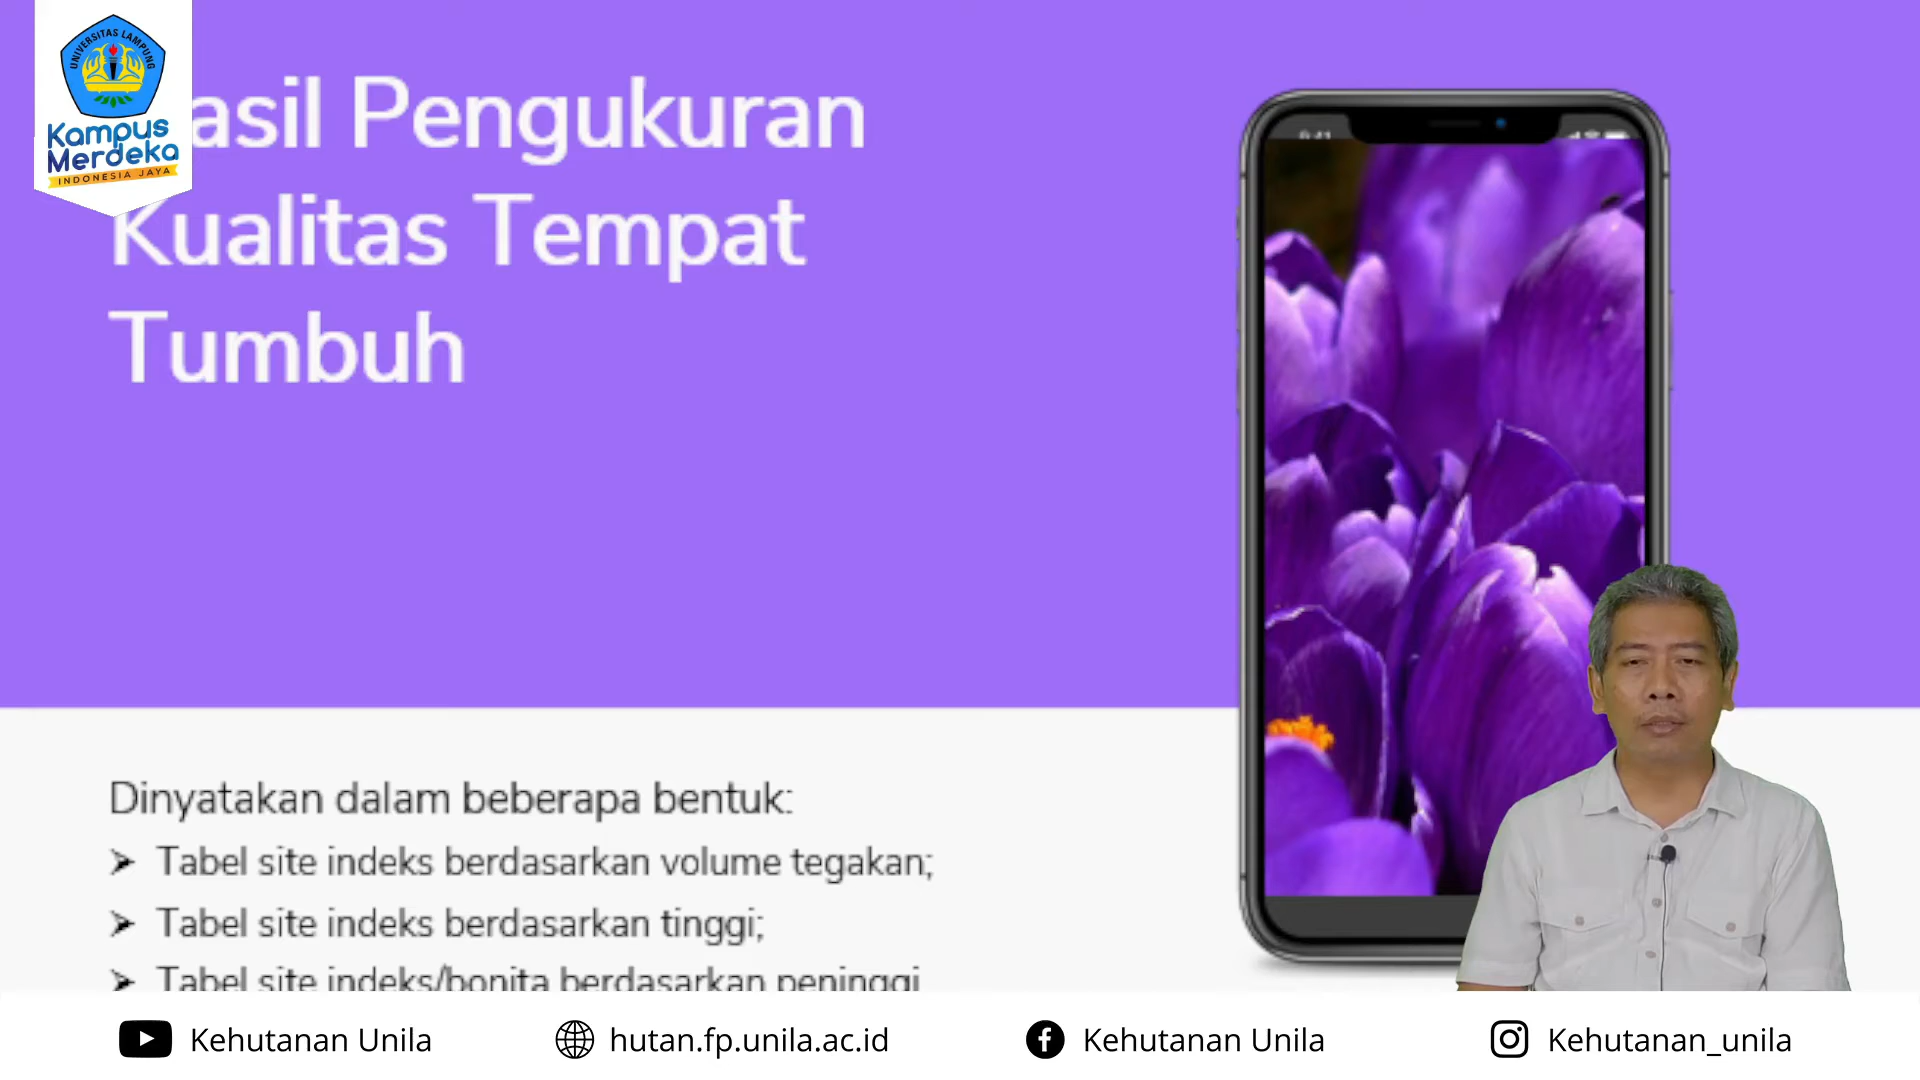 UNIVERSITAS LAMPUNG
Kampus
Merdeka
INDONESIA JAYA
asil Pengukuran
Kualitas Tempat
Tumbuh
9:41
Dinyatakan dalam beberapa bentuk:
➤ Tabel site indeks berdasarkan volume tegakan;
➤ Tabel site indeks berdasarkan tinggi;
➤ Tabel site indeks/bonita berdasarkan peninggi
Kehutanan Unila
hutan.fp.unila.ac.id
Kehutanan Unila
Kehutanan_unila